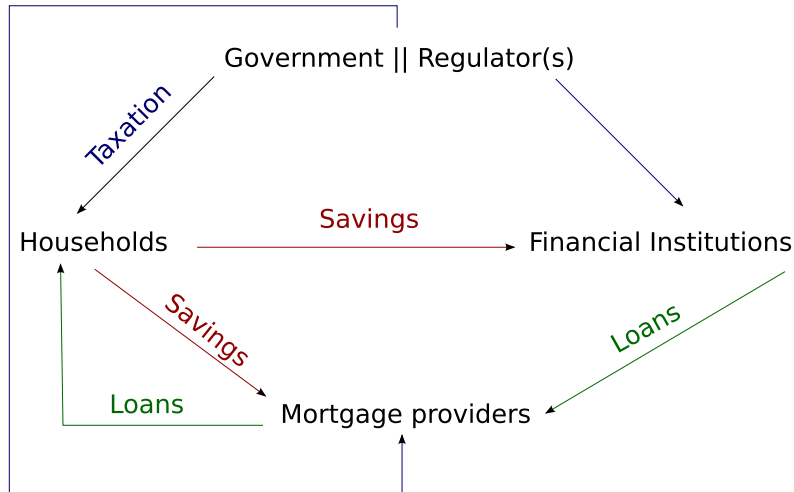 Government || Regulator(s)
Taxation
Savings
Households
Financial Institutions
Savings
Loans
Loans
Mortgage providers